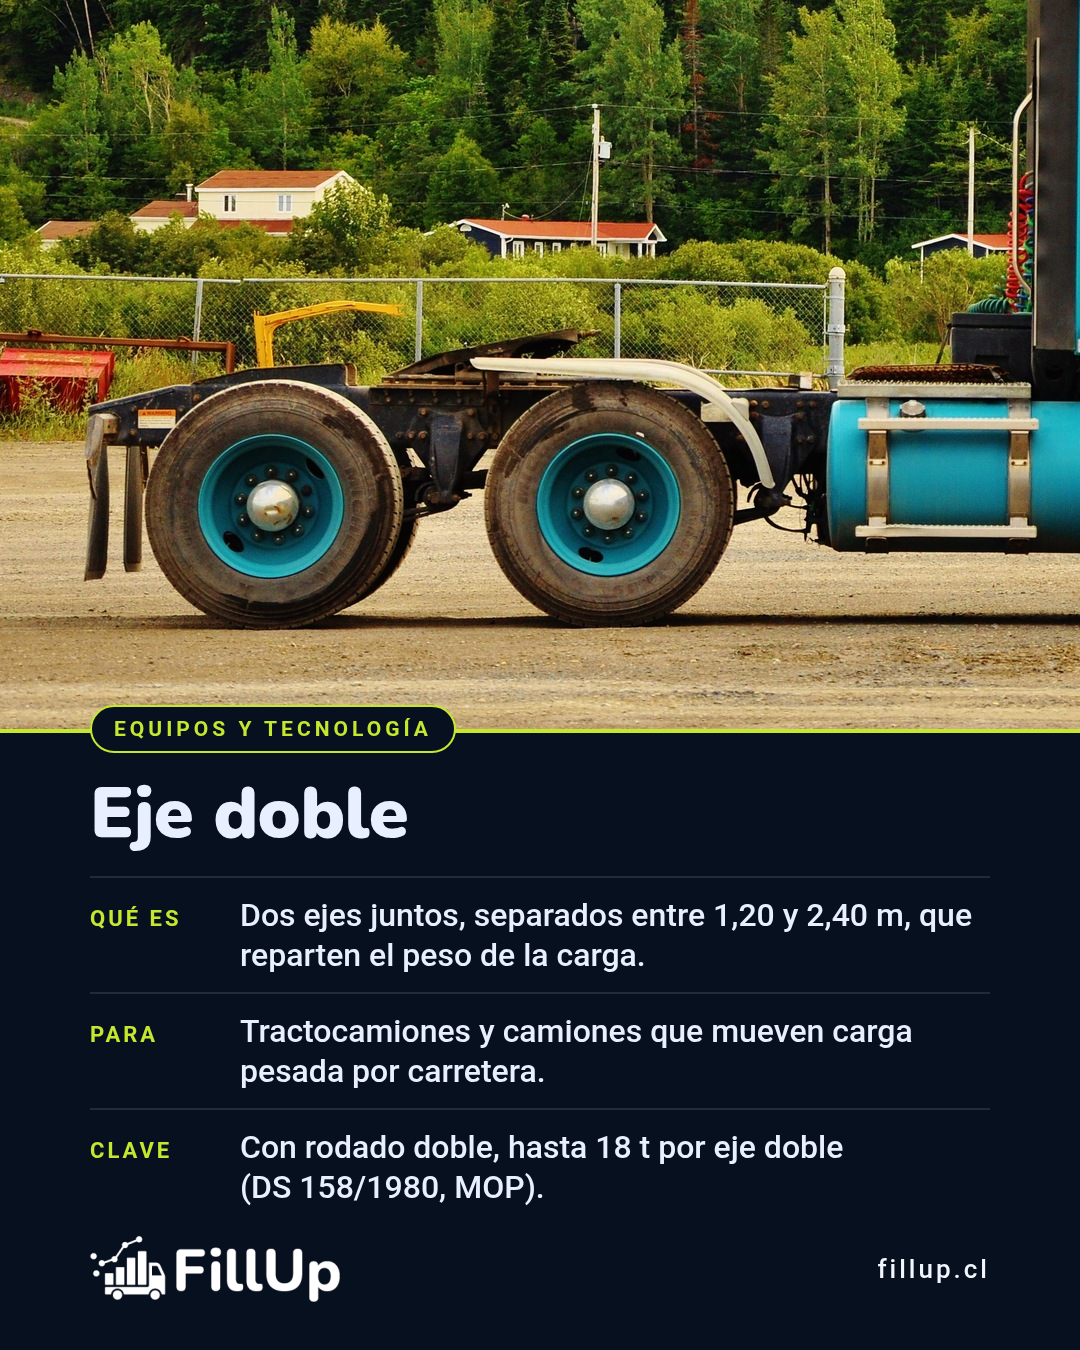 WARNING
EQUIPOS Y TECNOLOGÍA
Eje doble
QUÉ ES
Dos ejes juntos, separados entre 1,20 y 2,40 m, que
reparten el peso de la carga.
PARA
Tractocamiones y camiones que mueven carga
pesada por carretera.
CLAVE
Con rodado doble, hasta 18 t por eje doble
(DS 158/1980, MOP).
FillUp
fillup.cl